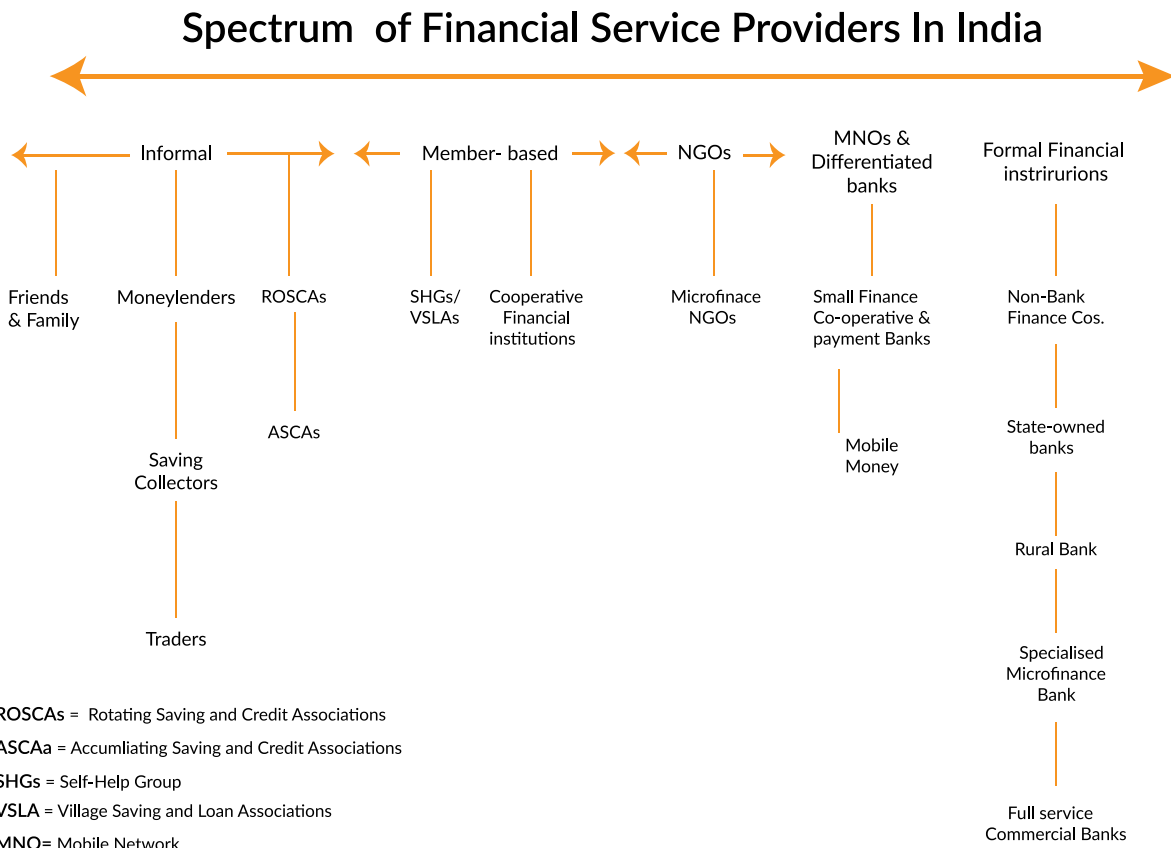 Spectrum of Financial Service Providers In India
Informal
Member- based
NGOs
MNOs &
Differentiated
banks
Formal Financial
instrirurions
Friends
& Family
Moneylenders
ROSCAs
SHGs/
VSLAs
Cooperative
Financial
institutions
Microfinace
NGOs
Small Finance
Co-operative &
payment Banks
Non-Bank
Finance Cos.
ASCAs
Saving
Collectors
Mobile
Money
State-owned
banks
Rural Bank
Traders
Specialised
Microfinance
Bank
Full service
Commercial Banks
ROSCAs = Rotating Saving and Credit Associations
ASCAa = Accumliating Saving and Credit Associations
SHGs = Self-Help Group
VSLA = Village Saving and Loan Associations
MNO= Mobile Network